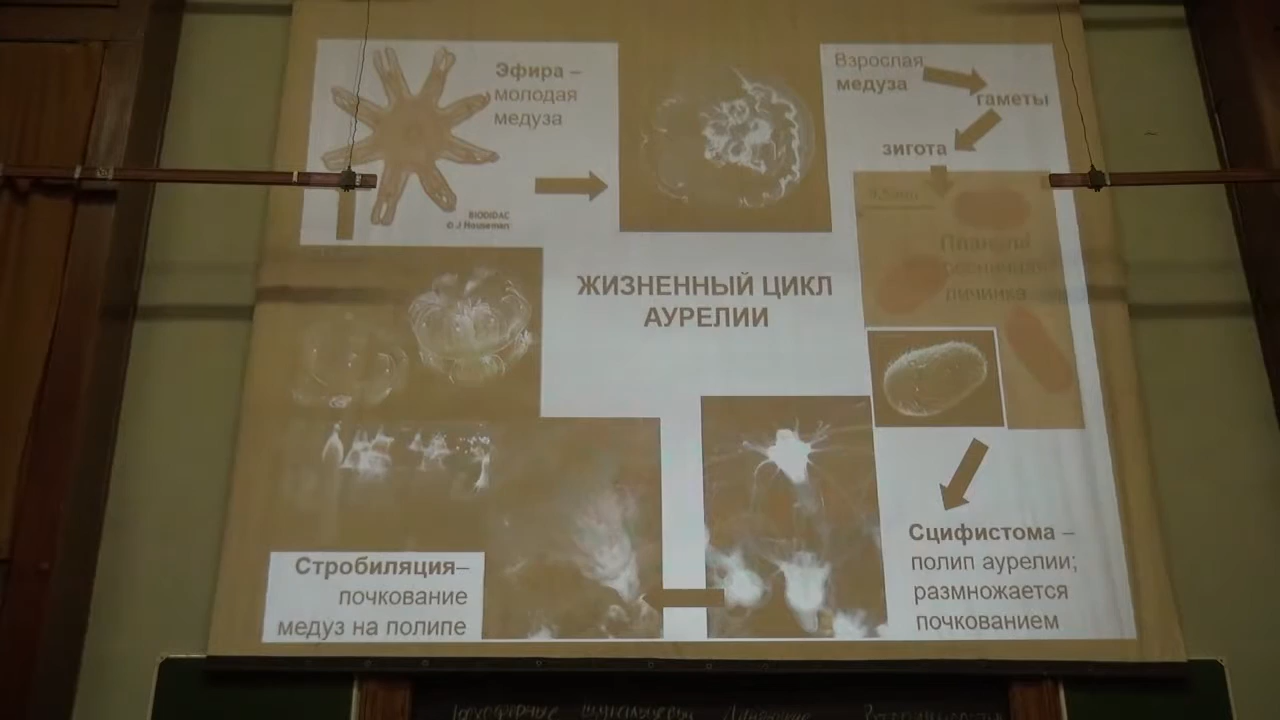 Эфира –
молодая
медуза
BIODIDAC
© J Houseman
Взрослая
медуза
гаметы
зигота
личинка
ЖИЗНЕННЫЙ ЦИКЛ
АУРЕЛИИ
Сцифистома –
полип аурелии;
размножается
почкованием
Стробиляция–
почкование
медуз на полипе